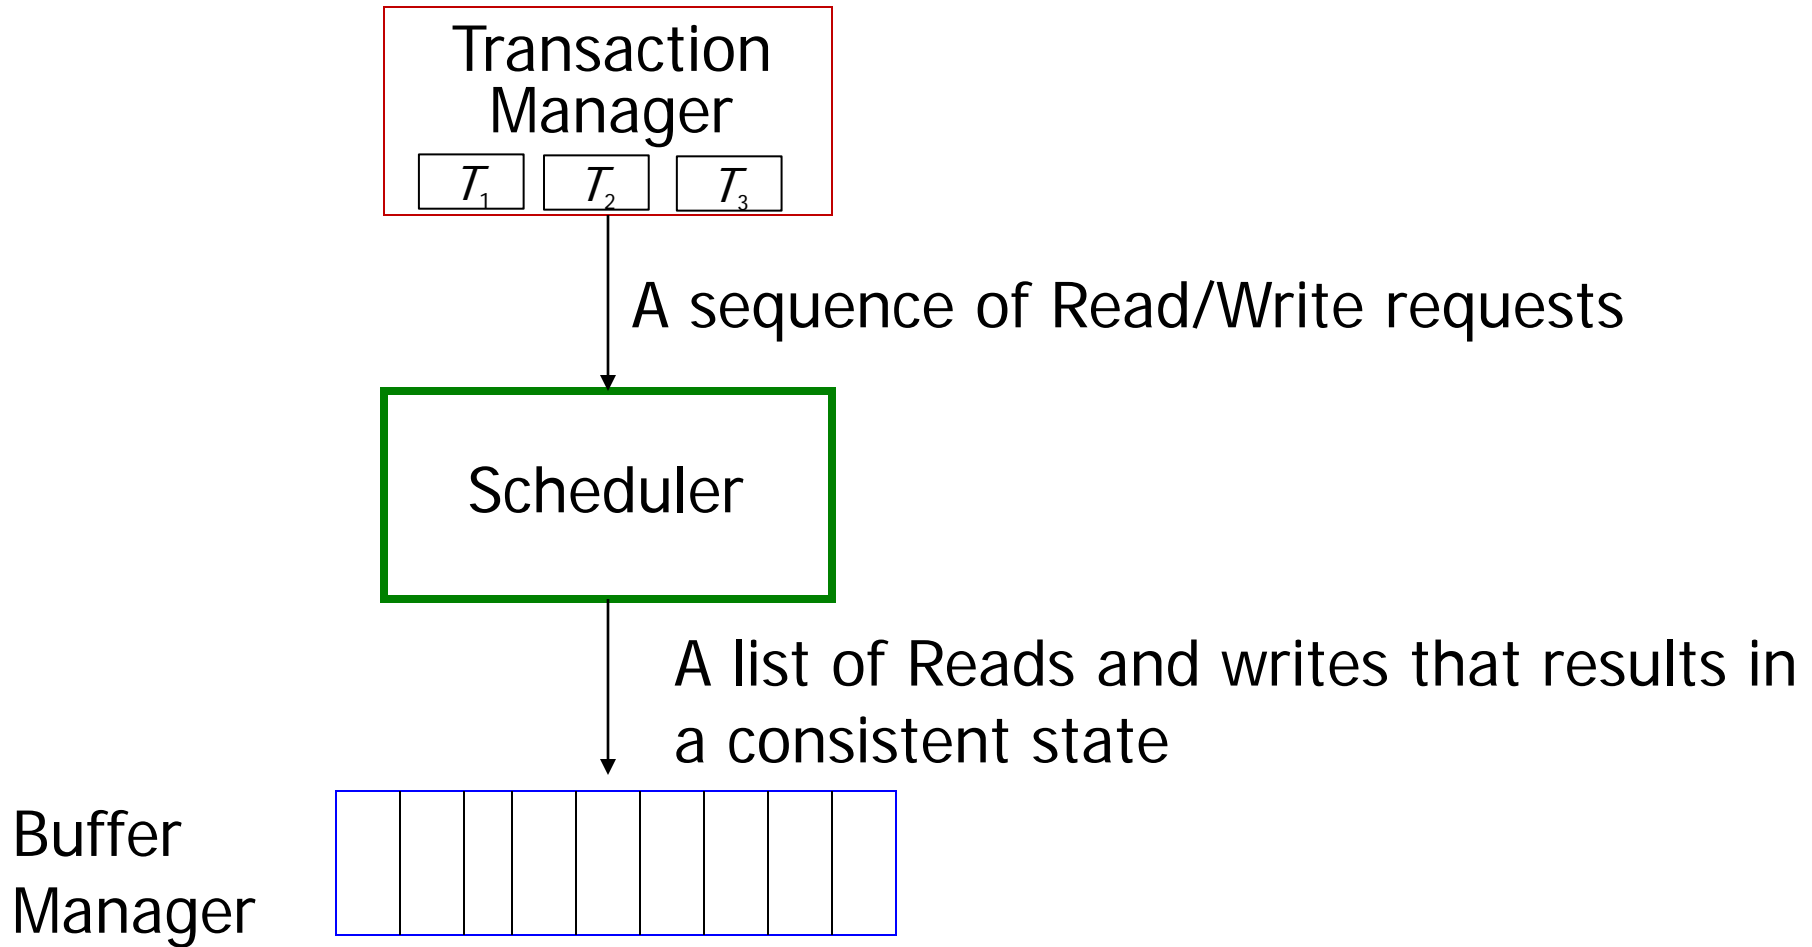 Transaction
Manager
T1 T2 T3
A sequence of Read/Write requests
Scheduler
A list of Reads and writes that results in
a consistent state
Buffer
Manager